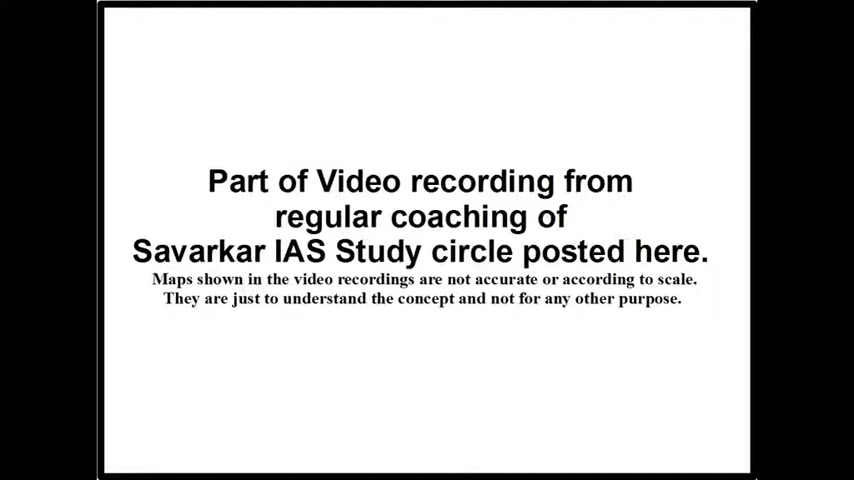 Part of Video recording from
regular coaching of
Savarkar IAS Study circle posted here.
Maps shown in the video recordings are not accurate or according to scale.
They are just to understand the concept and not for any other purpose.